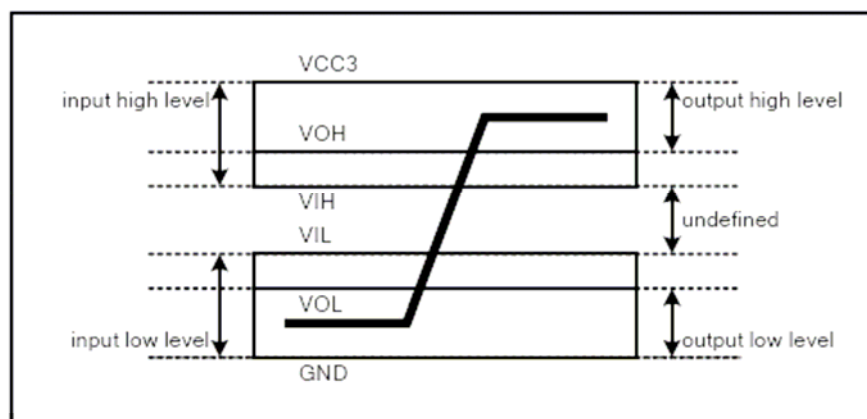 VCC3
input high level
output high level
VOH
VIH
undefined
VIL
VOL
input low level
output low level
GND